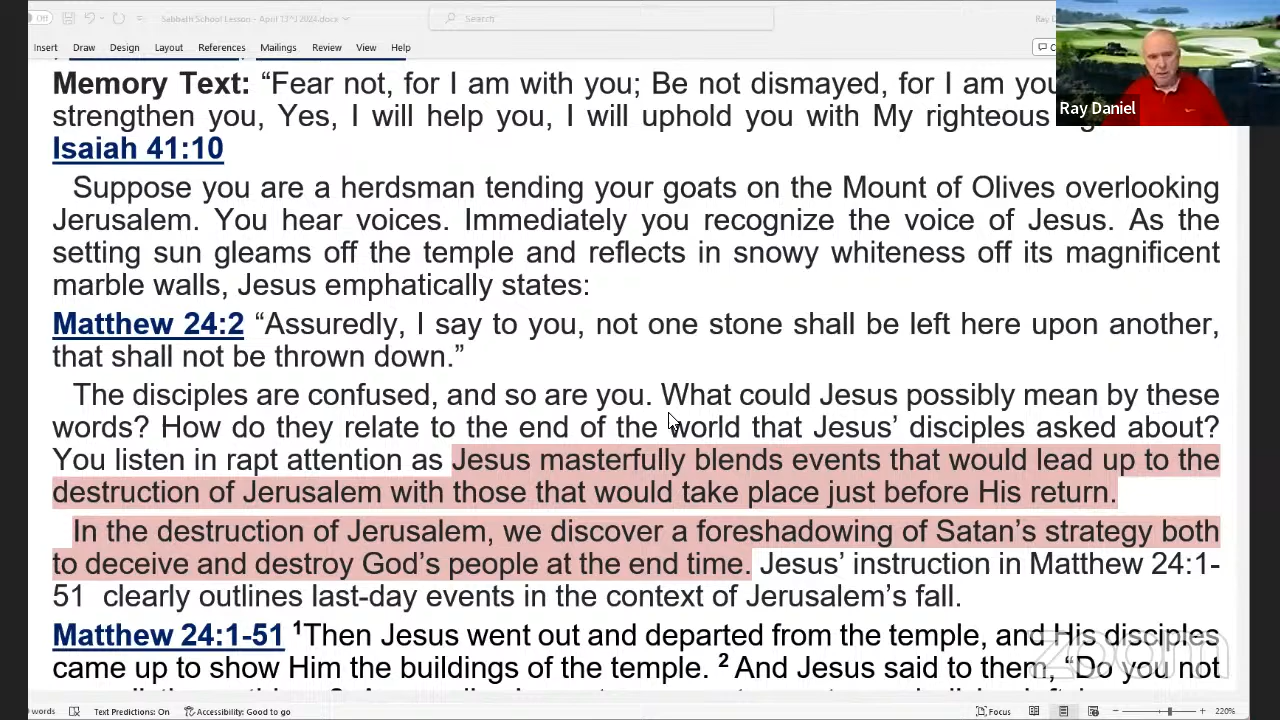 Off
Sabbath School Lesson - April 13
Search
Ray D
Insert Draw Design Layout References Mailings Review View Help
Ray Daniel
Memory Text: “Fear not, for I am with you; Be not dismayed, for I am you
strengthen you, Yes, I will help you, I will uphold you with My righteous
Isaiah 41:10
Suppose you are a herdsman tending your goats on the Mount of Olives overlooking
Jerusalem. You hear voices. Immediately you recognize the voice of Jesus. As the
setting sun gleams off the temple and reflects in snowy whiteness off its magnificent
marble walls, Jesus emphatically states:
Matthew 24:2 “Assuredly, I say to you, not one stone shall be left here upon another,
that shall not be thrown down.”
The disciples are confused, and so are you. What could Jesus possibly mean by these
words? How do they relate to the end of the world that Jesus’ disciples asked about?
You listen in rapt attention as Jesus masterfully blends events that would lead up to the
destruction of Jerusalem with those that would take place just before His return.
In the destruction of Jerusalem, we discover a foreshadowing of Satan’s strategy both
to deceive and destroy God’s people at the end time. Jesus’ instruction in Matthew 24:1-
51 clearly outlines last-day events in the context of Jerusalem’s fall.
Matthew 24:1-51 ¹Then Jesus went out and departed from the temple, and His disciples
came up to show Him the buildings of the temple. ² And Jesus said to them, “Do you not
zoom
words Text Predictions: On Accessibility: Good to go Focus 220%